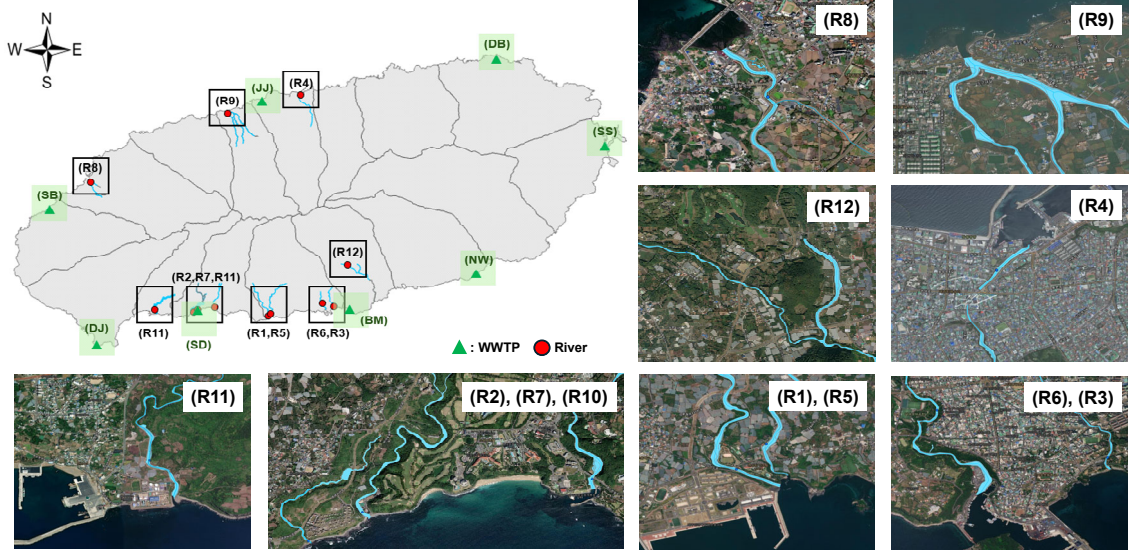 N
W E
S
(DB)
(JJ)
(R4)
(R9)
(SS)
(R8)
(SB)
(R12)
(NW)
(R2,R7,R11)
(BM)
(R11)
(R1,R5)
(R6,R3)
(DJ)
(SD)
: WWTP
River
(R8)
(R9)
(R12)
(R4)
(R11)
(R2), (R7), (R10)
(R1), (R5)
(R6), (R3)